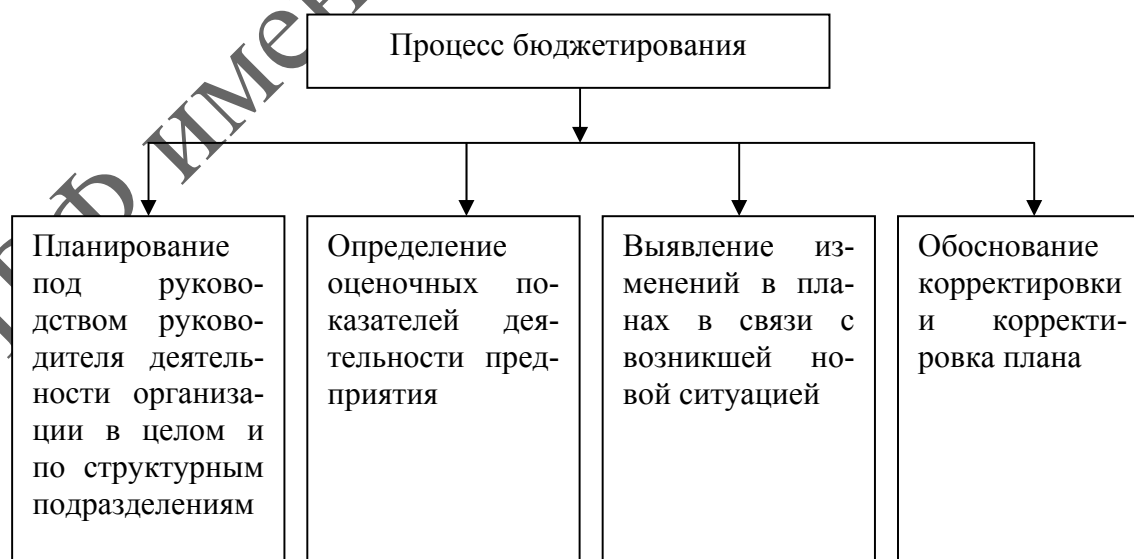 Процесс бюджетирования
Планирование
под руково-
дством руково-
дителя деятель-
ности организа-
ции в целом и
по структурным
подразделениям
Определение
оценочных по-
казателей дея-
тельности пред-
приятия
Выявление из-
менений в пла-
нах в связи с
возникшей но-
вой ситуацией
Обоснование
корректировки
и корректи-
ровка плана